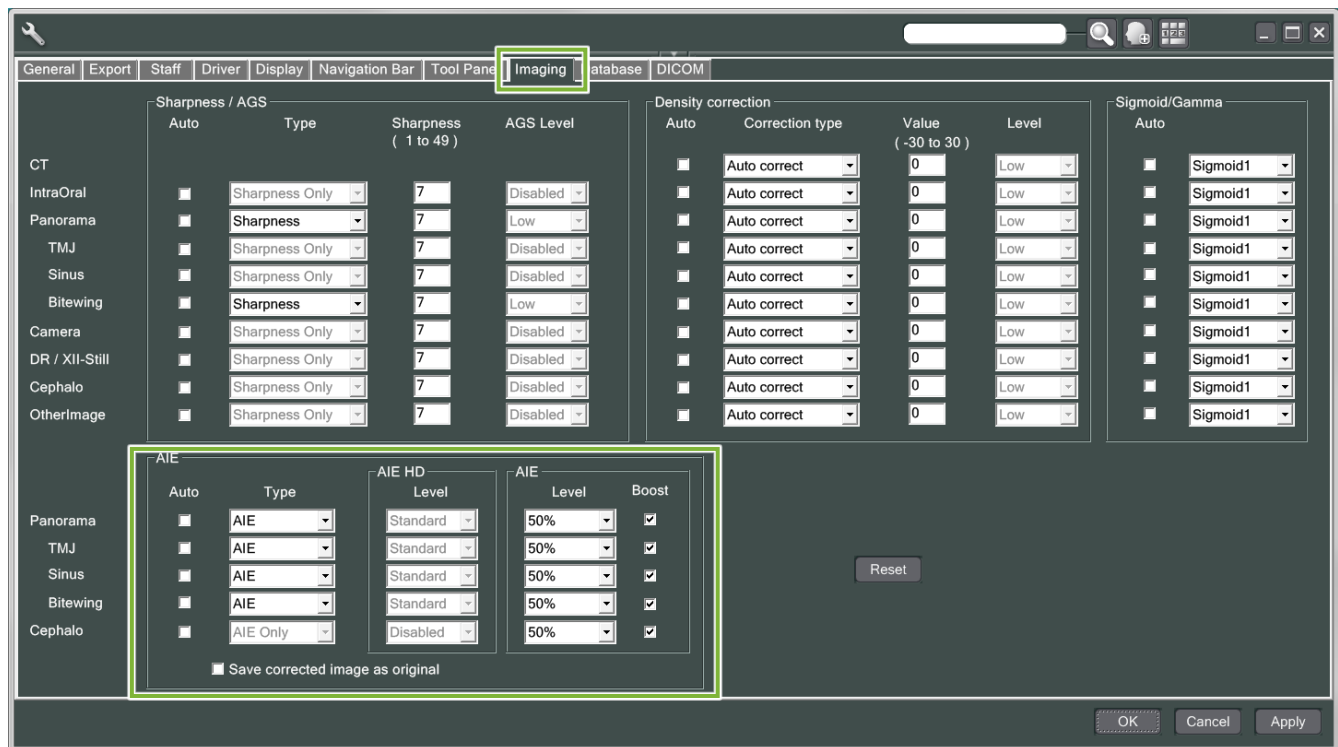 General Export Staff Driver Display Navigation Bar Tool Pane Imaging atabase DICOM
Sharpness / AGS Density correction Sigmoid/Gamma
Auto Type Sharpness AGS Level Auto Correction type Value Level Auto
( 1 to 49 ) ( -30 to 30 )
CT Auto correct 0 Low Sigmoid1
IntraOral Sharpness Only 7 Disabled Auto correct 0 Low Sigmoid1
Panorama Sharpness 7 Low Auto correct 0 Low Sigmoid1
TMJ Sharpness Only 7 Disabled Auto correct 0 Low Sigmoid1
Sinus Sharpness Only 7 Disabled Auto correct 0 Low Sigmoid1
Bitewing Sharpness 7 Low Auto correct 0 Low Sigmoid1
Camera Sharpness Only 7 Disabled Auto correct 0 Low Sigmoid1
DR / XII-Still Sharpness Only 7 Disabled Auto correct 0 Low Sigmoid1
Cephalo Sharpness Only 7 Disabled Auto correct 0 Low Sigmoid1
OtherImage Sharpness Only 7 Disabled Auto correct 0 Low Sigmoid1
AIE
AIE HD AIE
Auto Type Level Level Boost
Panorama AIE Standard 50%
TMJ AIE Standard 50%
Sinus AIE Standard 50% Reset
Bitewing AIE Standard 50%
Cephalo AIE Only Disabled 50%
Save corrected image as original
OK Cancel Apply